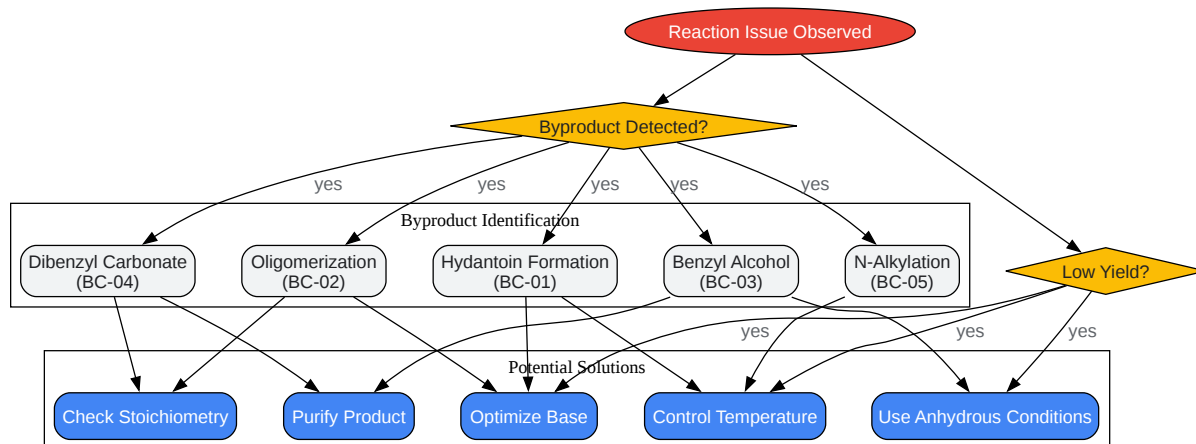 Reaction Issue Observed
Byproduct Detected?
yes
yes
yes
yes
yes
Byproduct Identification
Dibenzyl Carbonate
(BC-04)
Oligomerization
(BC-02)
Hydantoin Formation
(BC-01)
Benzyl Alcohol
(BC-03)
N-Alkylation
(BC-05)
Low Yield?
yes
yes
yes
Potential Solutions
Check Stoichiometry
Purify Product
Optimize Base
Control Temperature
Use Anhydrous Conditions